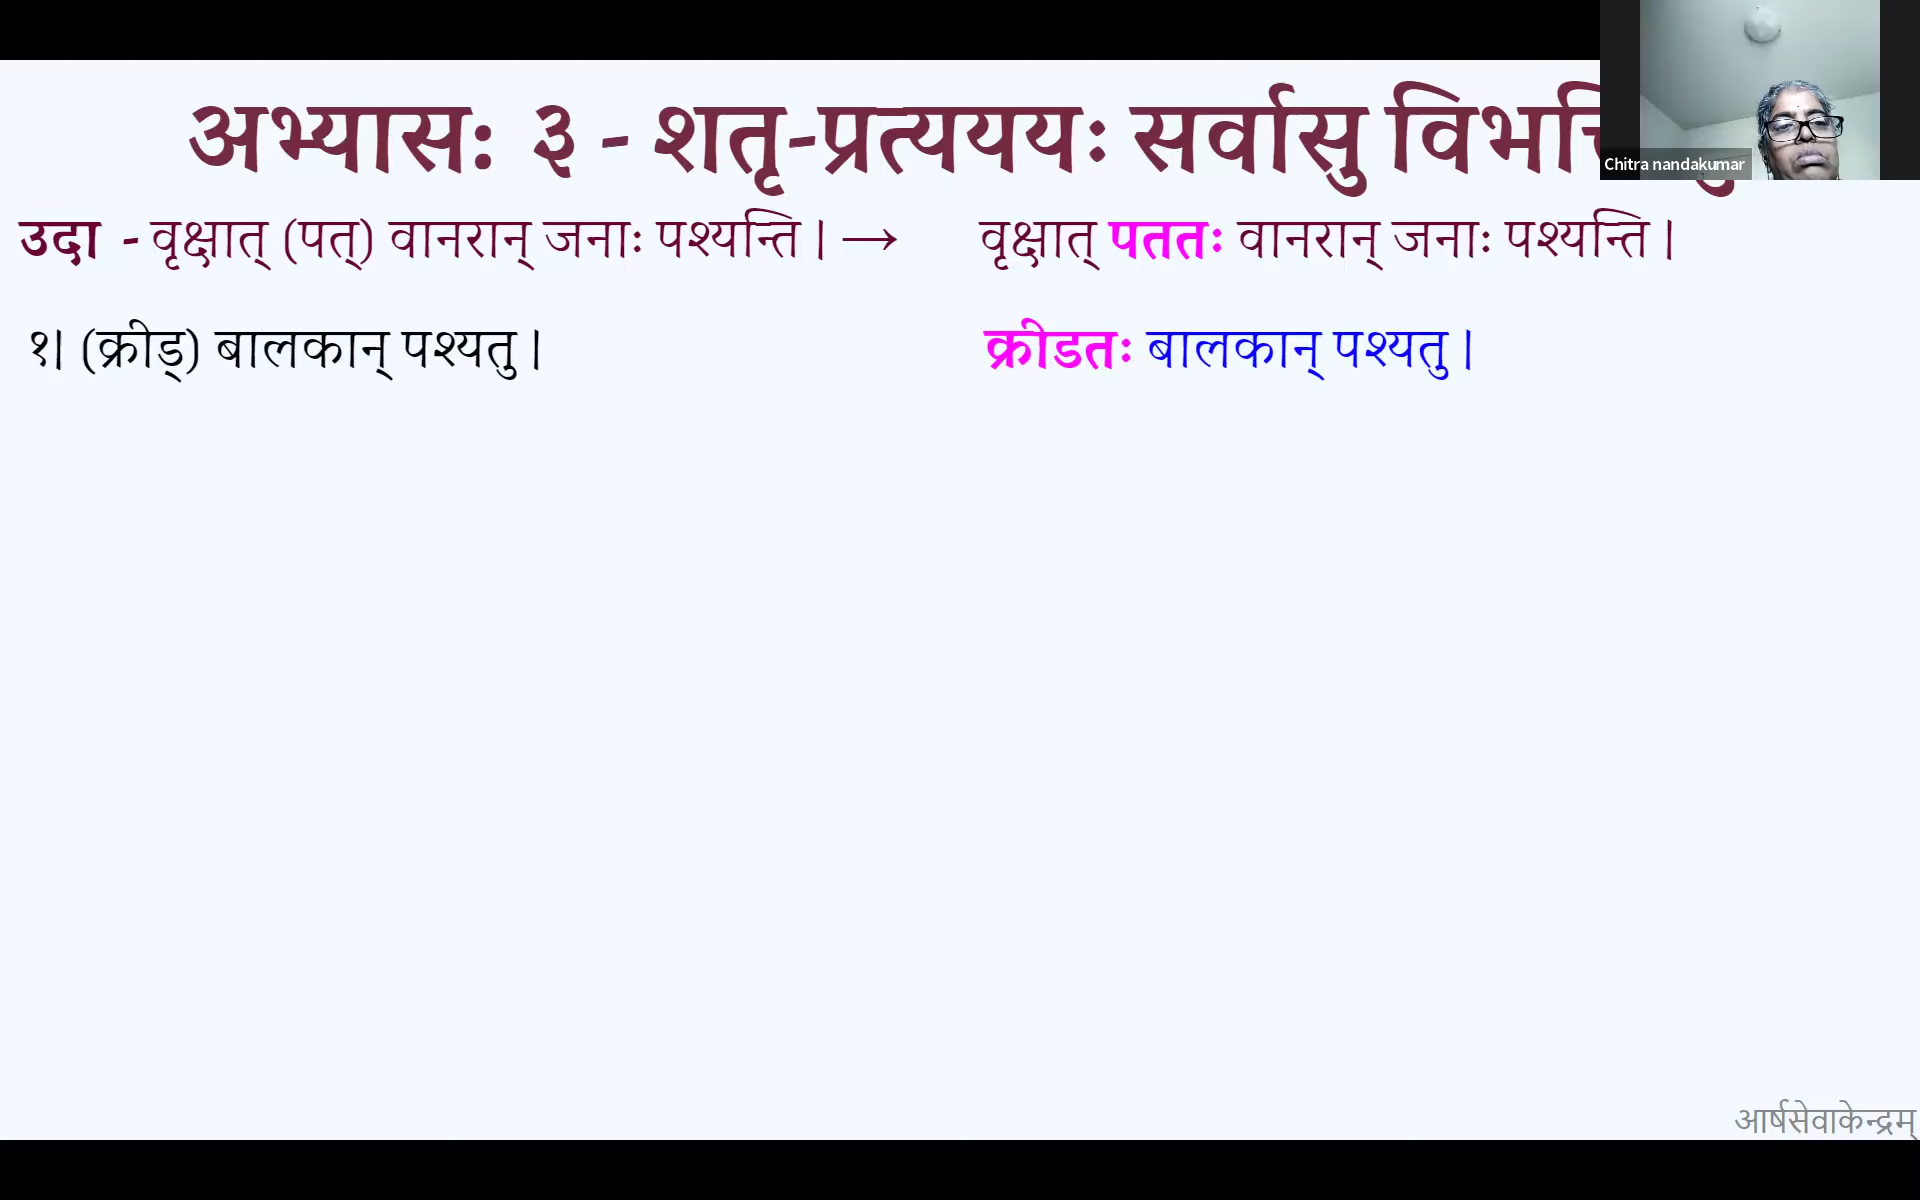 अभ्यासः ३ - शतृ-प्रत्यययः सर्वासु
Chitra nandakumar
उदा - वृक्षात् (पत्) वानरान् जनाः पश्यन्ति । → वृक्षात् पततः वानरान् जनाः पश्यन्ति ।
१। (क्रीड्) बालकान् पश्यतु । क्रीडतः बालकान् पश्यतु ।
आर्षसेवाकेन्द्रम्